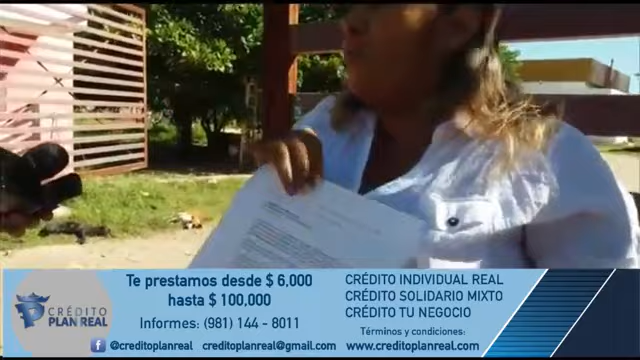 CRÉDITO
PLAN REAL
Te prestamos desde $ 6,000
hasta $ 100,000
Informes: (981) 144 - 8011
@creditoplanreal creditoplanreal@gmail.com
CRÉDITO INDIVIDUAL REAL
CRÉDITO SOLIDARIO MIXTO
CRÉDITO TU NEGOCIO
Términos y condiciones:
www.creditoplanreal.com